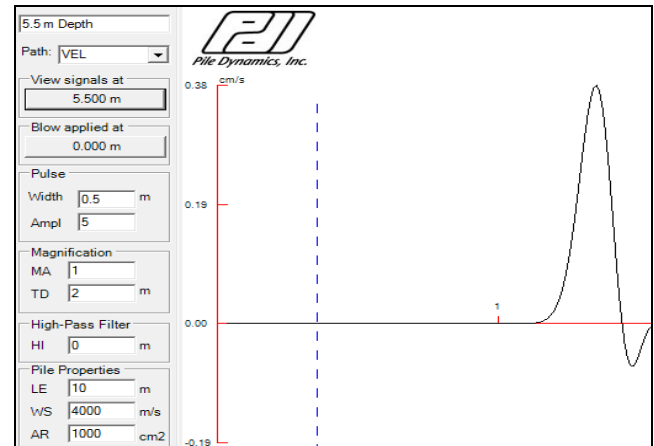 5.5 m Depth
Path: VEL
View signals at
5.500 m
Blow applied at
0.000 m
Pulse
Width 0.5 m
Ampl 5
Magnification
MA 1
TD 2 m
High-Pass Filter
HI 0 m
Pile Properties
LE 10 m
WS 4000 m/s
AR 1000 cm2
PDI
Pile Dynamics, Inc.
0.38 cm/s
0.19
1
0.00
-0.19